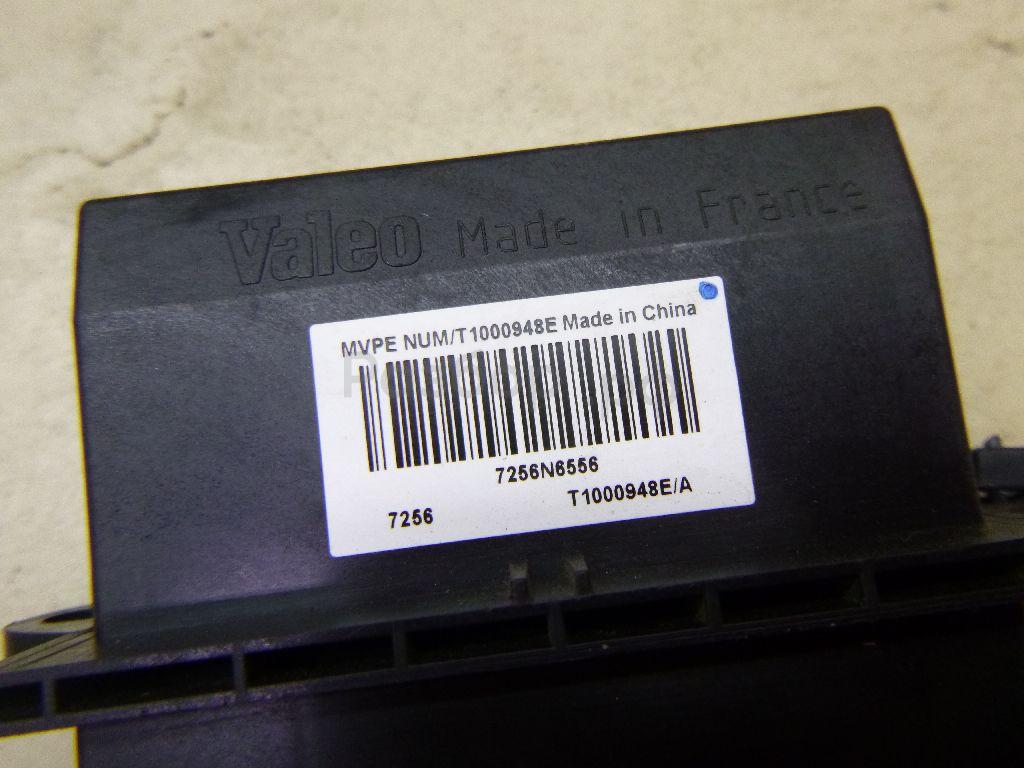 Valeo Made in France
MVPE NUM/T1000948E Made in China
7256N6556
T1000948E/A
7256